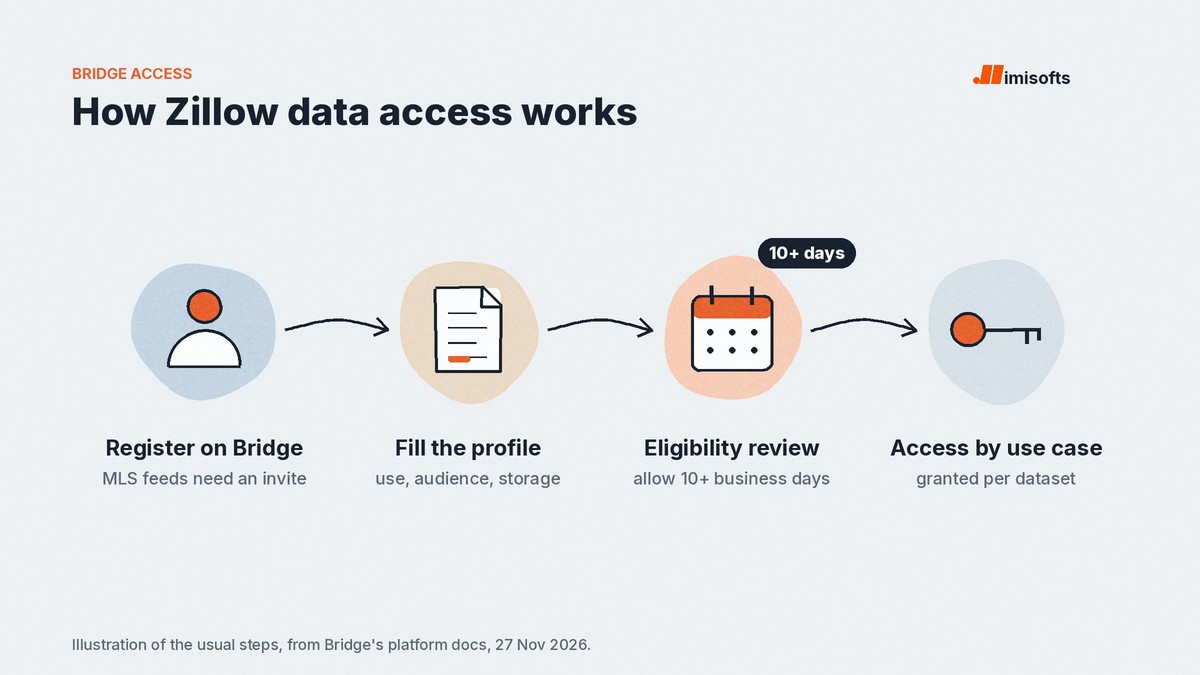 BRIDGE ACCESS
How Zillow data access works
imisofts
10+ days
Register on Bridge
MLS feeds need an invite
Fill the profile
use, audience, storage
Eligibility review
allow 10+ business days
Access by use case
granted per dataset
Illustration of the usual steps, from Bridge's platform docs, 27 Nov 2026.